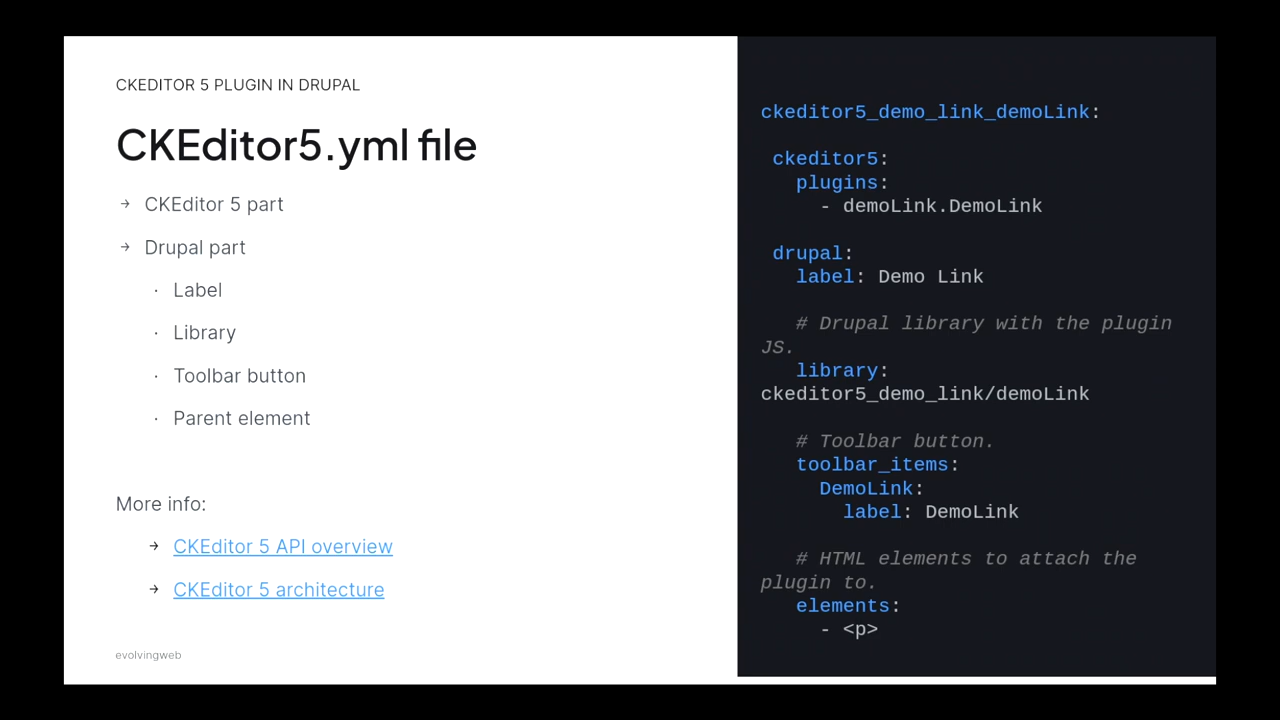 CKEDITOR 5 PLUGIN IN DRUPAL
CKEditor5.yml file
→ CKEditor 5 part
→ Drupal part
· Label
· Library
· Toolbar button
· Parent element
More info:
→ CKEditor 5 API overview
→ CKEditor 5 architecture
evolvingweb
ckeditor5_demo_link_demoLink:
ckeditor5:
plugins:
- demoLink.DemoLink
drupal:
label: Demo Link
# Drupal library with the plugin
JS.
library:
ckeditor5_demo_link/demoLink
# Toolbar button.
toolbar_items:
DemoLink:
label: DemoLink
# HTML elements to attach the
plugin to.
elements:
- <p>